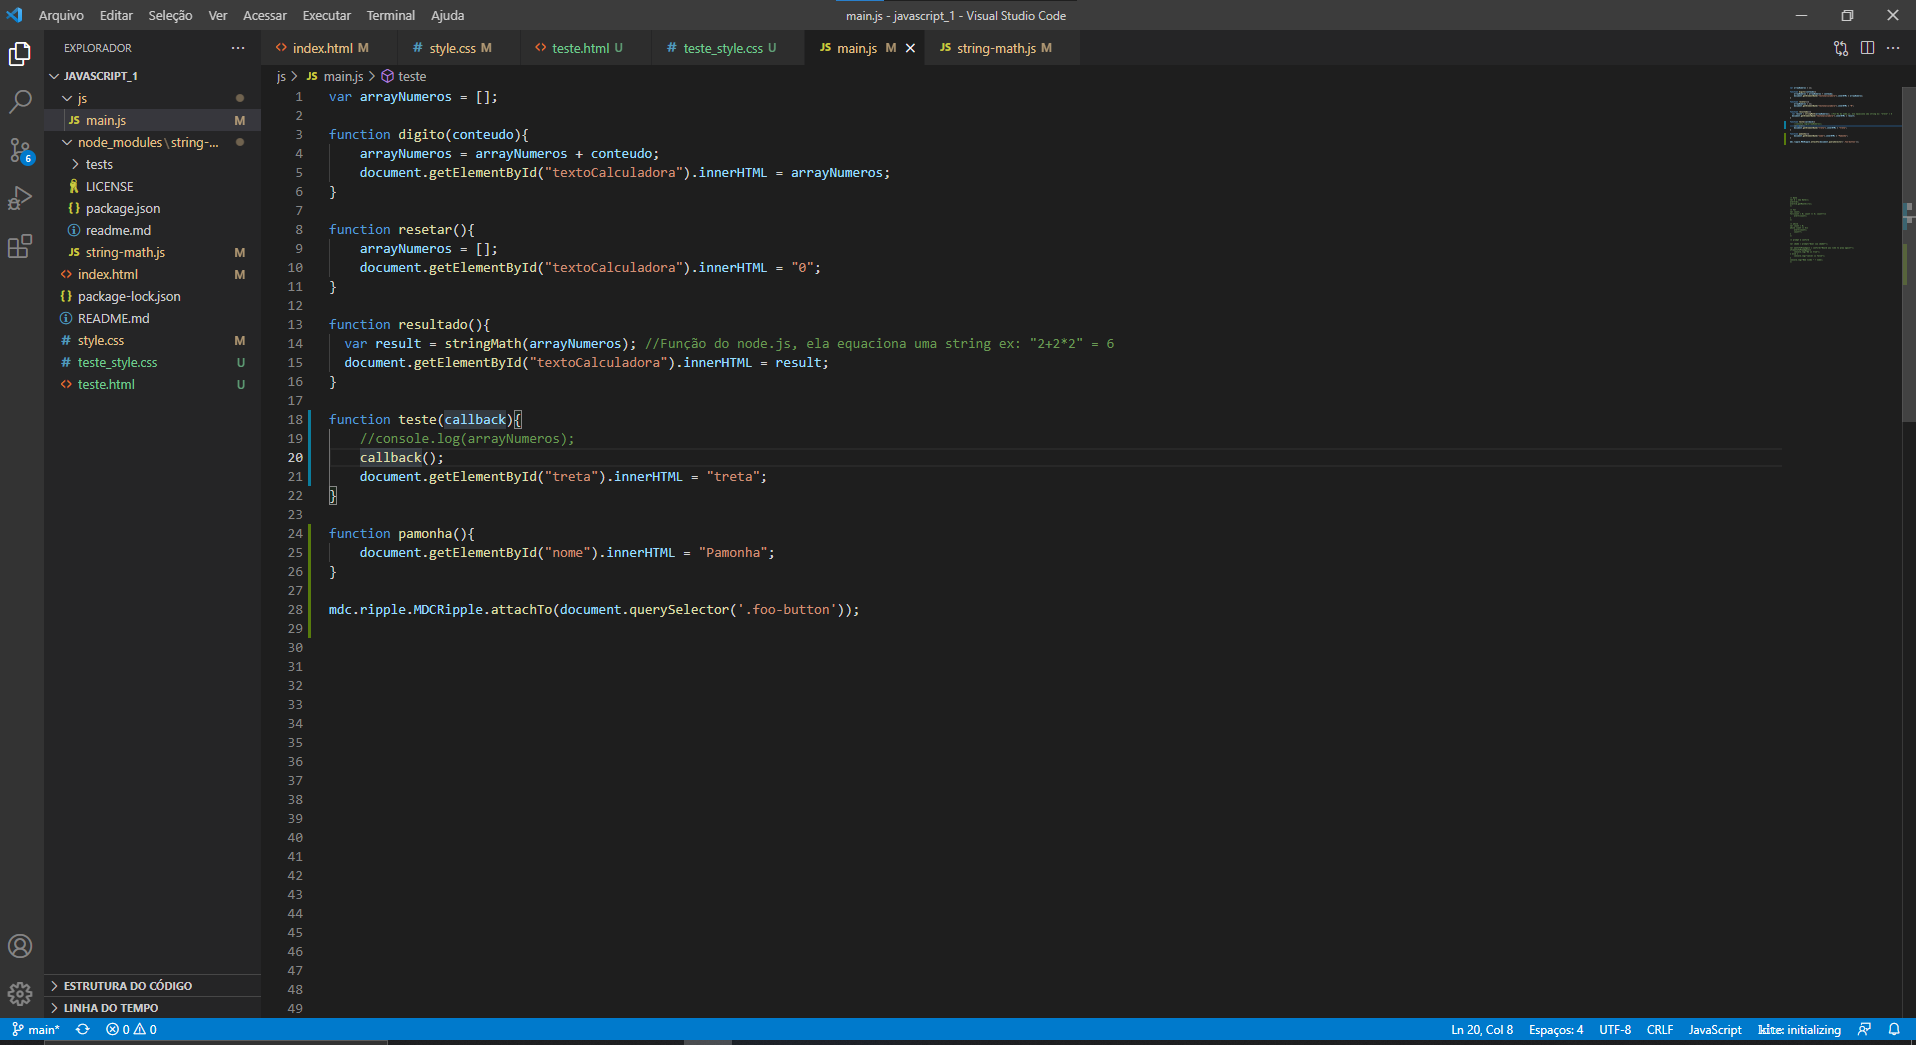 Arquivo Editar Seleção Ver Acessar Executar Terminal Ajuda
main.js - javascript_1 - Visual Studio Code
EXPLORADOR
index.html M
# style.css M
teste.html U
# teste_style.css U
JS main.js M
JS string-math.js M
JAVASCRIPT_1
js
JS main.js M
node_modules\string-...
tests
LICENSE
{} package.json
readme.md
JS string-math.js M
<> index.html M
{} package-lock.json
README.md
# style.css M
# teste_style.css U
<> teste.html U
6
ESTRUTURA DO CÓDIGO
LINHA DO TEMPO
js > JS main.js > teste
1 var arrayNumeros = [];
2
3 function digito(conteudo){
4 arrayNumeros = arrayNumeros + conteudo;
5 document.getElementById("textoCalculadora").innerHTML = arrayNumeros;
6 }
7
8 function resetar(){
9 arrayNumeros = [];
10 document.getElementById("textoCalculadora").innerHTML = "0";
11 }
12
13 function resultado(){
14 var result = stringMath(arrayNumeros); //Função do node.js, ela equaciona uma string ex: "2+2*2" = 6
15 document.getElementById("textoCalculadora").innerHTML = result;
16 }
17
18 function teste(callback){
19 //console.log(arrayNumeros);
20 callback();
21 document.getElementById("treta").innerHTML = "treta";
22 }
23
24 function pamonha(){
25 document.getElementById("nome").innerHTML = "Pamonha";
26 }
27
28 mdc.ripple.MDCRipple.attachTo(document.querySelector('.foo-button'));
29
30
31
32
33
34
35
36
37
38
39
40
41
42
43
44
45
46
47
48
49
main* 0 0
Ln 20, Col 8 Espaços: 4 UTF-8 CRLF JavaScript kite: initializing